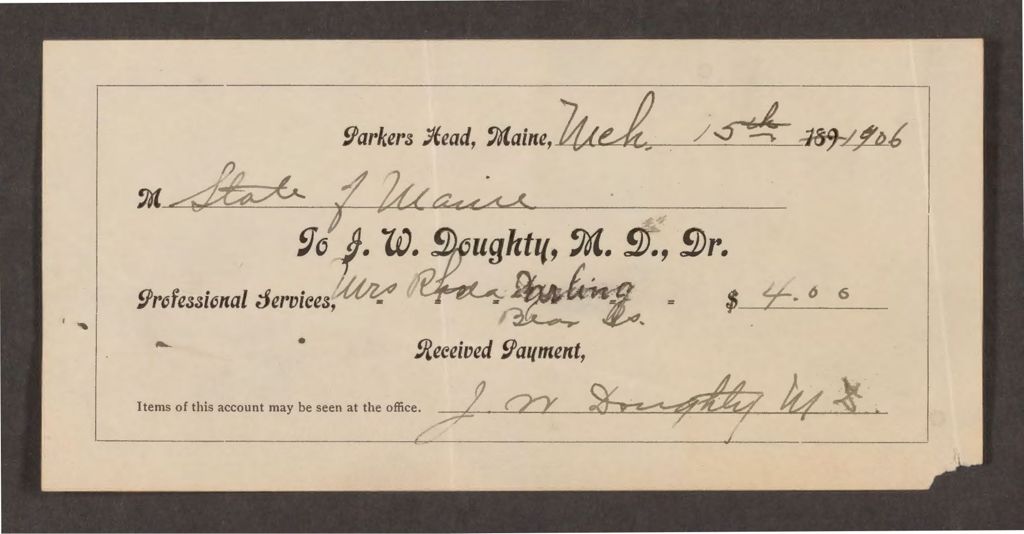 Parkers Head, Maine, Mch. 15th 189 1906
M State of Maine
To J. W. Doughty, M. D., Dr.
Professional Services, Mrs Rhoda Darling $ 4.00
Bear Is.
Received Payment,
Items of this account may be seen at the office. J. W Doughty M D.